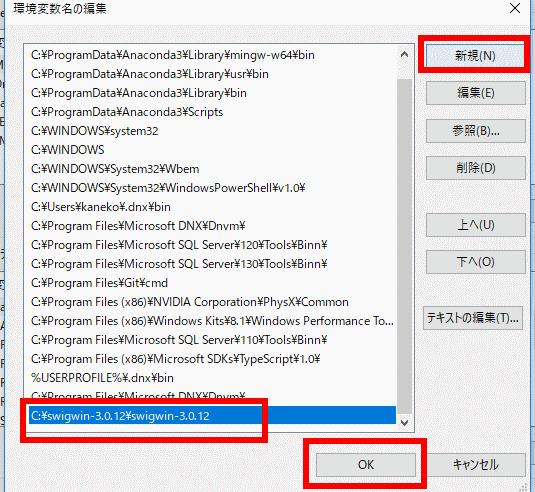 環境変数名の編集
C:¥ProgramData¥Anaconda3¥Library¥mingw-w64¥bin
C:¥ProgramData¥Anaconda3¥Library¥usr¥bin
C:¥ProgramData¥Anaconda3¥Library¥bin
C:¥ProgramData¥Anaconda3¥Scripts
C:¥WINDOWS¥system32
C:¥WINDOWS
C:¥WINDOWS¥System32¥Wbem
C:¥WINDOWS¥System32¥WindowsPowerShell¥v1.0¥
C:¥Users¥kaneko¥.dnx¥bin
C:¥Program Files¥Microsoft DNX¥Dnvm¥
C:¥Program Files¥Microsoft SQL Server¥120¥Tools¥Binn¥
C:¥Program Files¥Microsoft SQL Server¥130¥Tools¥Binn¥
C:¥Program Files¥Git¥cmd
C:¥Program Files (x86)¥NVIDIA Corporation¥PhysX¥Common
C:¥Program Files (x86)¥Windows Kits¥8.1¥Windows Performance To...
C:¥Program Files¥Microsoft SQL Server¥110¥Tools¥Binn¥
C:¥Program Files (x86)¥Microsoft SDKs¥TypeScript¥1.0¥
%USERPROFILE%¥.dnx¥bin
C:¥Program Files¥Microsoft DNX¥Dnvm¥
C:¥swigwin-3.0.12¥swigwin-3.0.12
新規(N)
編集(E)
参照(B)...
削除(D)
上へ(U)
下へ(O)
テキストの編集(T)...
OK
キャンセル